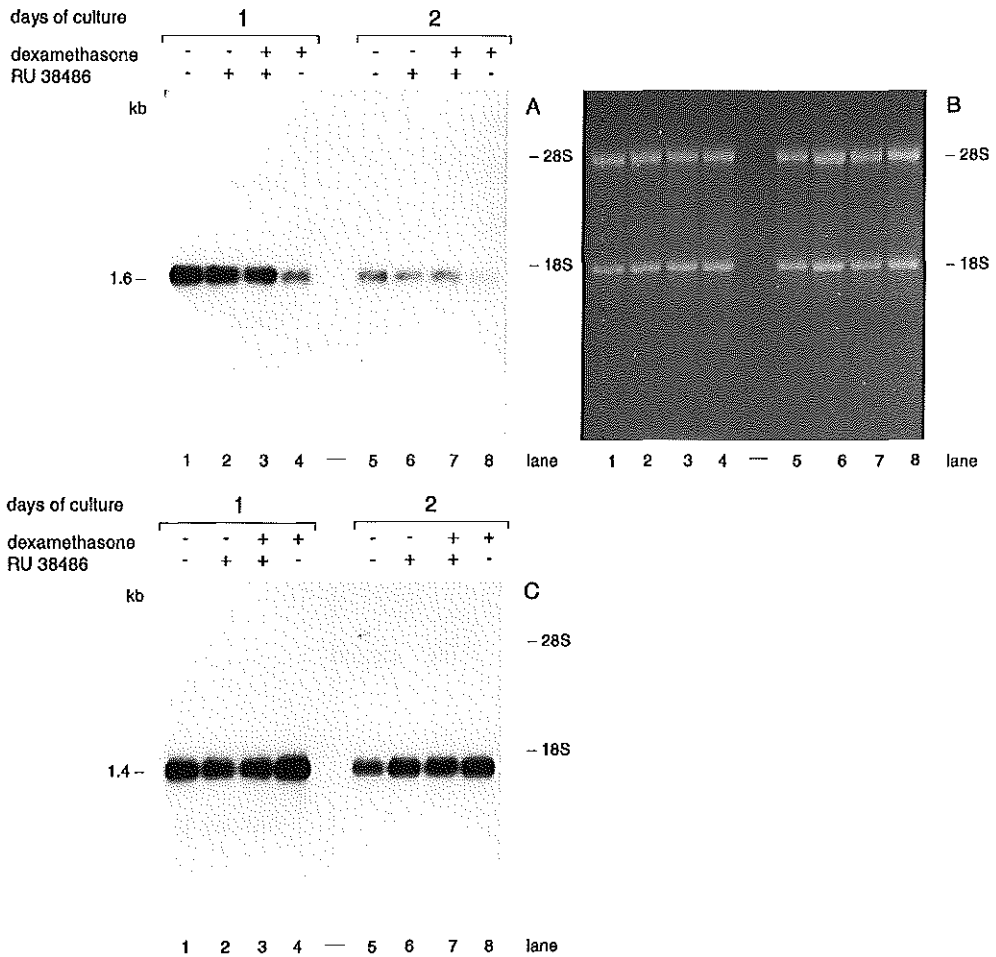 days of culture 1 2
dexamethasone - - + + - - + +
RU 38486 - + + - - + + -
kb A B
– 28S – 28S
1.6 – – 18S – 18S
1 2 3 4 — 5 6 7 8 lane 1 2 3 4 — 5 6 7 8 lane
days of culture 1 2
dexamethasone - - + + - - + +
RU 38486 - + + - - + + -
kb C
– 28S
– 18S
1.4 –
1 2 3 4 — 5 6 7 8 lane